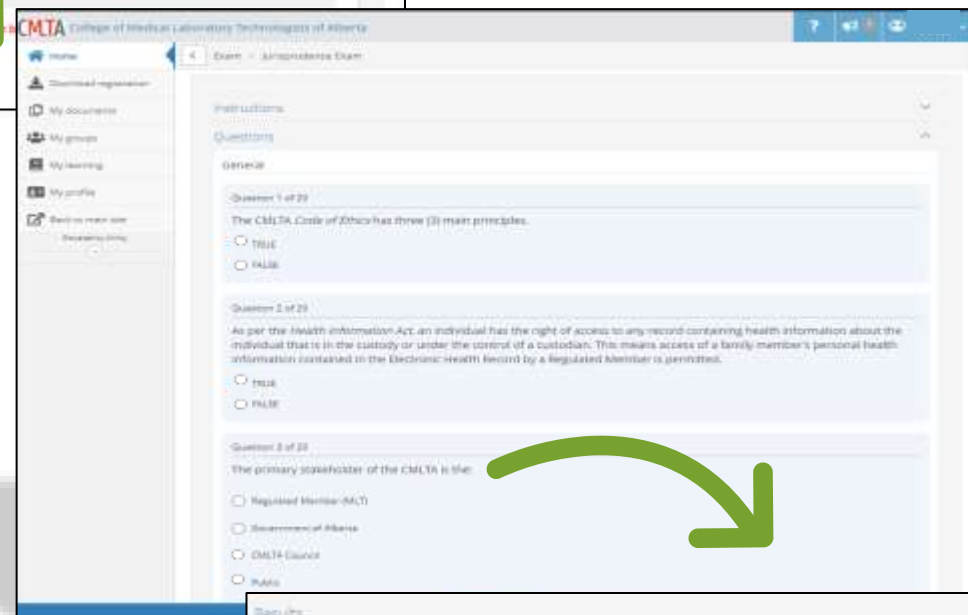 CMLTA College of Medical Laboratory Technologists of Alberta
?
Home
Exam - Jurisprudence Exam
Download registration
My documents
My groups
My learning
My profile
Back to main site
Instructions
Questions
General
Question 1 of 20
The CMLTA Code of Ethics has three (3) main principles.
TRUE
FALSE
Question 2 of 20
As per the Health Information Act, an individual has the right of access to any record containing health information about the
individual that is in the custody or under the control of a custodian. This means access of a family member's personal health
information contained in the Electronic Health Record by a Regulated Member is permitted.
TRUE
FALSE
Question 3 of 20
The primary stakeholder of the CMLTA is the:
Regulated Member (MLT)
Government of Alberta
CMLTA Council
Public
Results